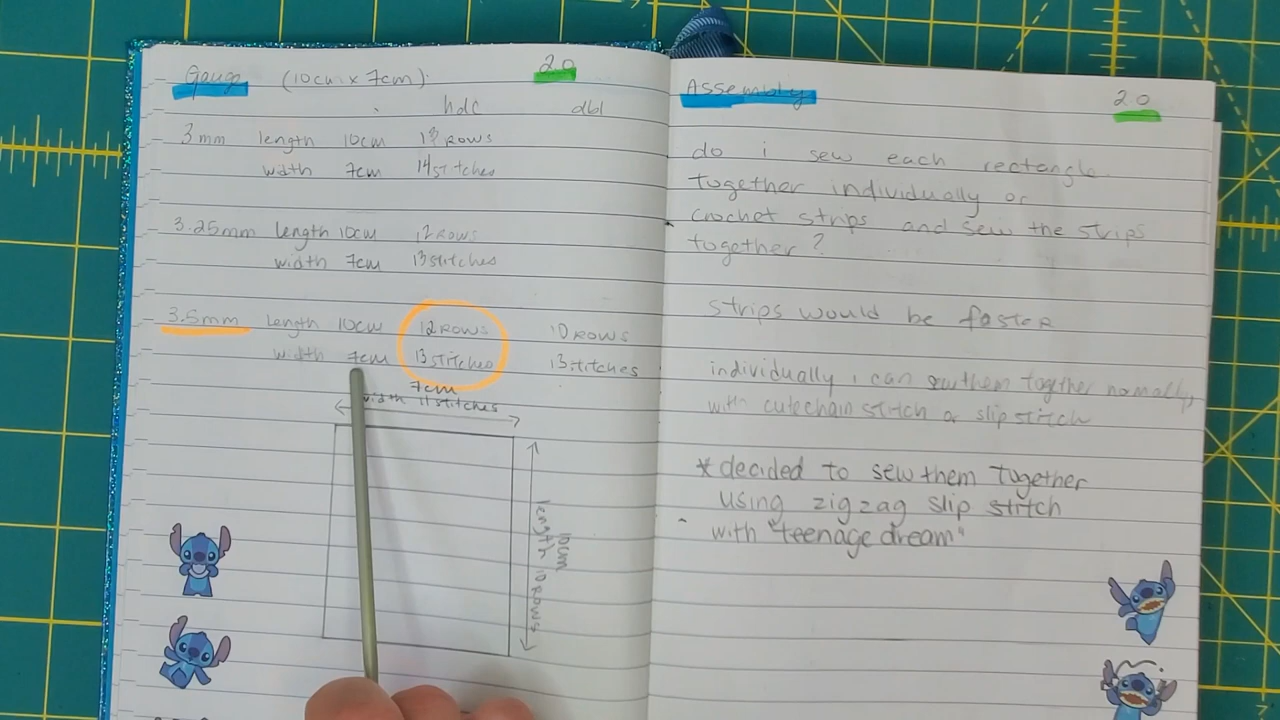 Gauge (10cm x 7cm) 2.0
hdc dbl
3mm length 10cm 13 rows
width 7cm 14 stitches
3.25mm length 10cm 12 rows
width 7cm 13 stitches
3.5mm length 10cm 12 rows 10 rows
width 7cm 13 stitches 13 stitches
7cm
width 11 stitches
10cm
length 10 rows
Assembly 2.0
do i sew each rectangle
together individually or
crochet strips and sew the strips
together?
strips would be faster
individually i can sew them together normally,
with cute chain stitch or slip stitch
* decided to sew them together
using zigzag slip stitch
with "teenage dream"